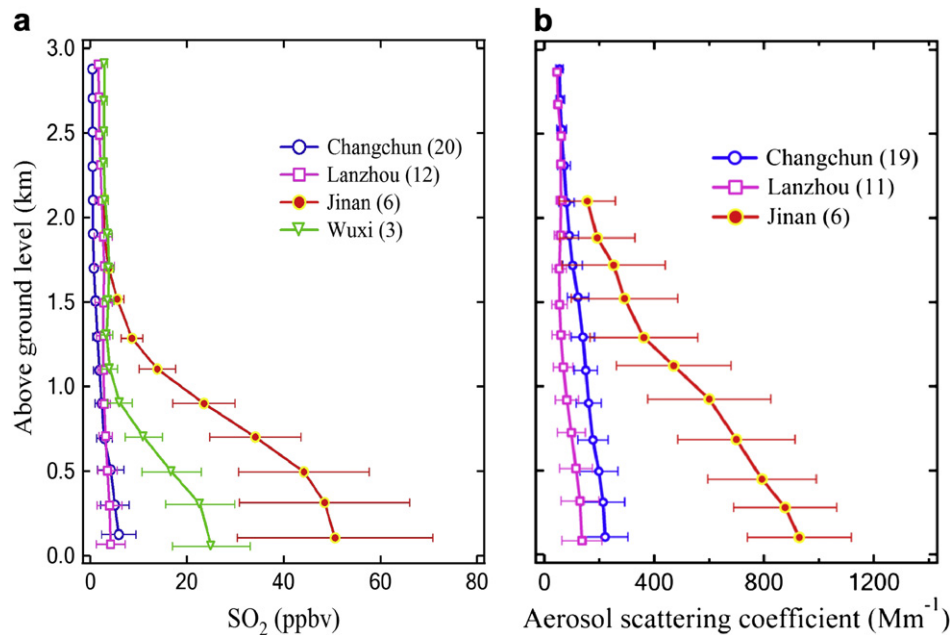 a
3.0
2.5
2.0
1.5
1.0
0.5
0.0
Above ground level (km)
Changchun (20)
Lanzhou (12)
Jinan (6)
Wuxi (3)
0 20 40 60 80
SO₂ (ppbv)
b
Changchun (19)
Lanzhou (11)
Jinan (6)
0 400 800 1200
Aerosol scattering coefficient (Mm⁻¹)